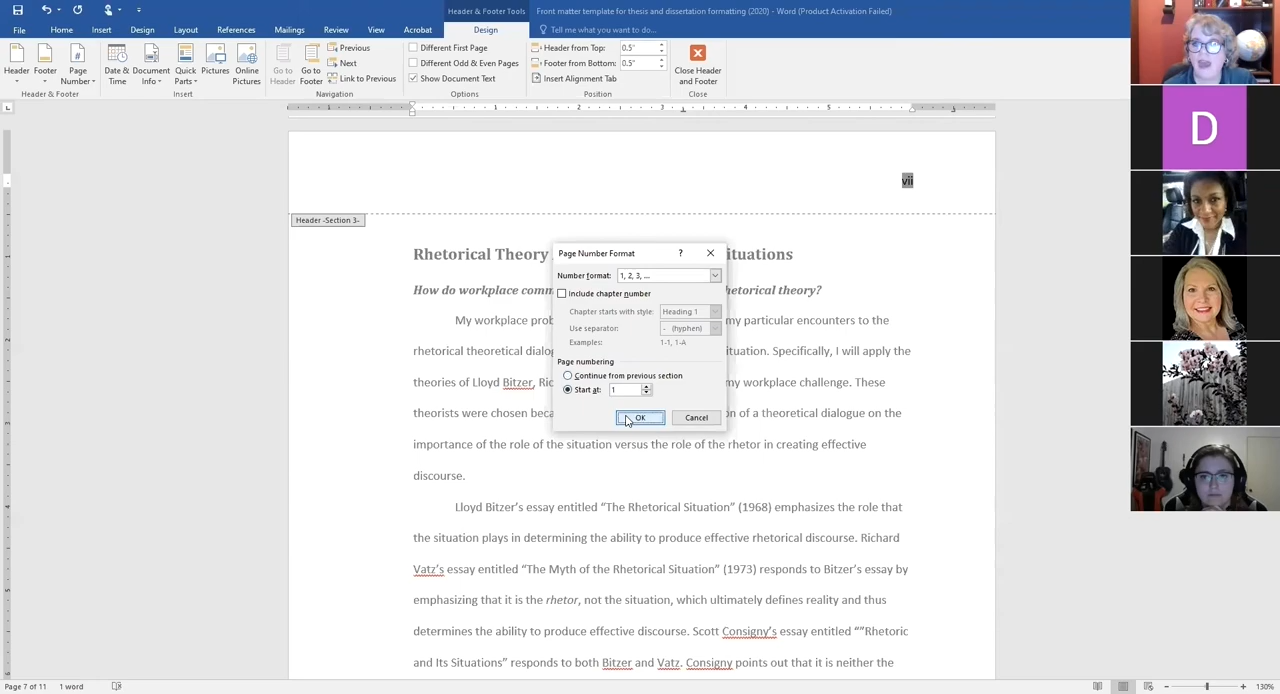 Header & Footer Tools
Front matter template for thesis and dissertation formatting (2020) - Word (Product Activation Failed)
File Home Insert Design Layout References Mailings Review View Acrobat Design Tell me what you want to do...
Header Footer Page Number
Header & Footer
Date & Time Document Info Quick Parts Pictures Online Pictures
Insert
Go to Header Go to Footer
Previous
Next
Link to Previous
Navigation
Different First Page
Different Odd & Even Pages
Show Document Text
Options
Header from Top: 0.5"
Footer from Bottom: 0.5"
Insert Alignment Tab
Position
Close Header and Footer
Close
D
L
1 1 2 3 4 5
vii
Header -Section 3-
Rhetorical Theory
ituations
How do workplace com
hetorical theory?
My workplace prob
my particular encounters to the
rhetorical theoretical dialog
ituation. Specifically, I will apply the
theories of Lloyd Bitzer, Ric
my workplace challenge. These
theorists were chosen beca
on of a theoretical dialogue on the
importance of the role of the situation versus the role of the rhetor in creating effective
discourse.
Lloyd Bitzer's essay entitled “The Rhetorical Situation” (1968) emphasizes the role that
the situation plays in determining the ability to produce effective rhetorical discourse. Richard
Vatz's essay entitled “The Myth of the Rhetorical Situation” (1973) responds to Bitzer's essay by
emphasizing that it is the rhetor, not the situation, which ultimately defines reality and thus
determines the ability to produce effective discourse. Scott Consigny's essay entitled “”Rhetoric
and Its Situations” responds to both Bitzer and Vatz. Consigny points out that it is neither the
Page Number Format ?
Number format: 1, 2, 3, ...
Include chapter number
Chapter starts with style: Heading 1
Use separator: - (hyphen)
Examples: 1-1, 1-A
Page numbering
Continue from previous section
Start at: 1
OK Cancel
Page 7 of 11 1 word
130%